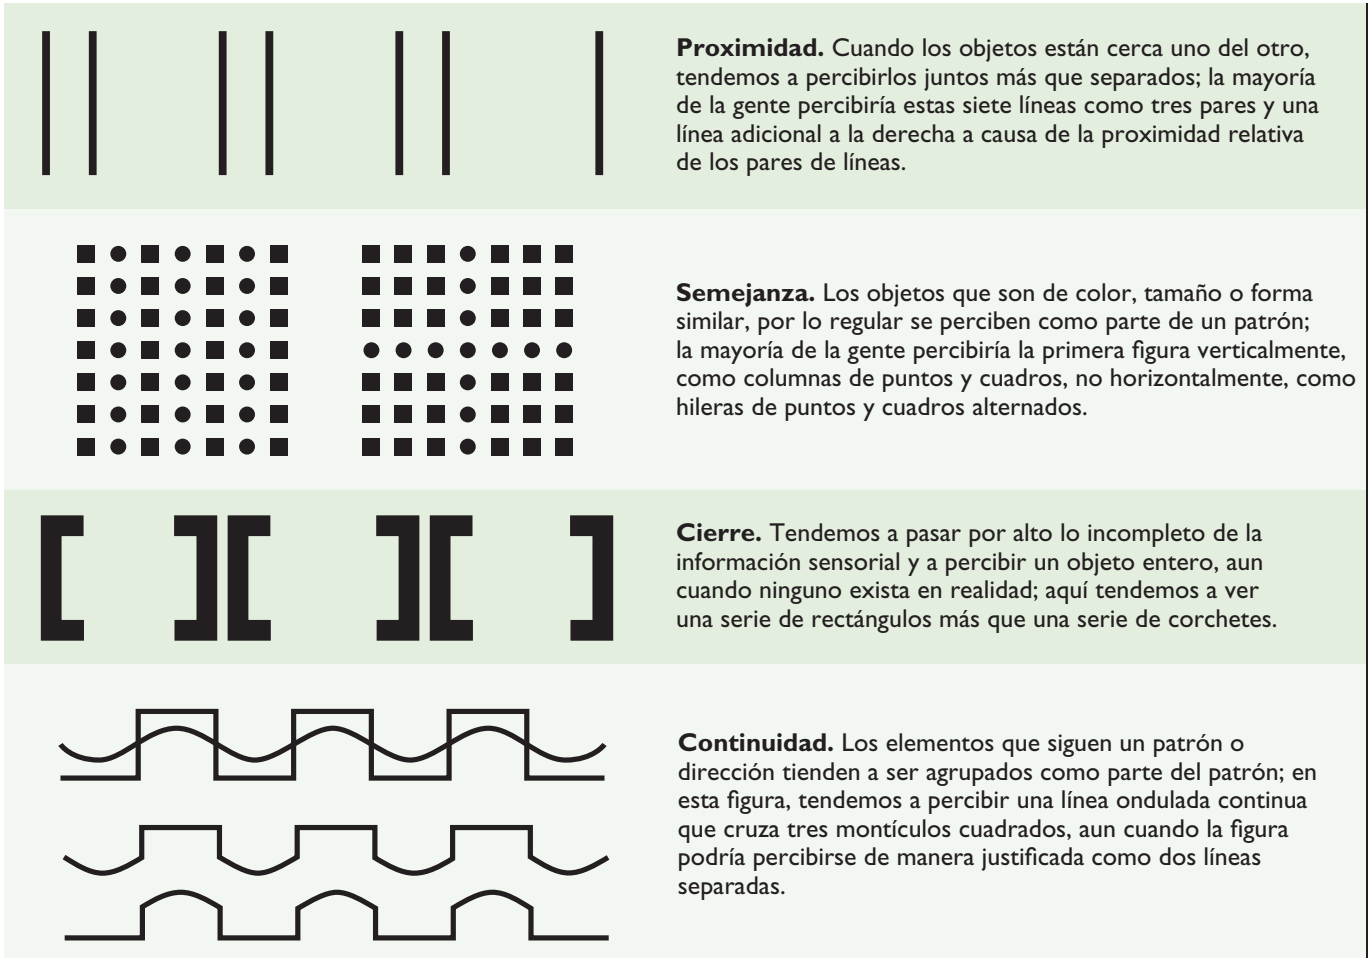 Proximidad. Cuando los objetos están cerca uno del otro,
tendemos a percibirlos juntos más que separados; la mayoría
de la gente percibiría estas siete líneas como tres pares y una
línea adicional a la derecha a causa de la proximidad relativa
de los pares de líneas.
Semejanza. Los objetos que son de color, tamaño o forma
similar, por lo regular se perciben como parte de un patrón;
la mayoría de la gente percibiría la primera figura verticalmente,
como columnas de puntos y cuadros, no horizontalmente, como
hileras de puntos y cuadros alternados.
Cierre. Tendemos a pasar por alto lo incompleto de la
información sensorial y a percibir un objeto entero, aun
cuando ninguno exista en realidad; aquí tendemos a ver
una serie de rectángulos más que una serie de corchetes.
Continuidad. Los elementos que siguen un patrón o
dirección tienden a ser agrupados como parte del patrón; en
esta figura, tendemos a percibir una línea ondulada continua
que cruza tres montículos cuadrados, aun cuando la figura
podría percibirse de manera justificada como dos líneas
separadas.